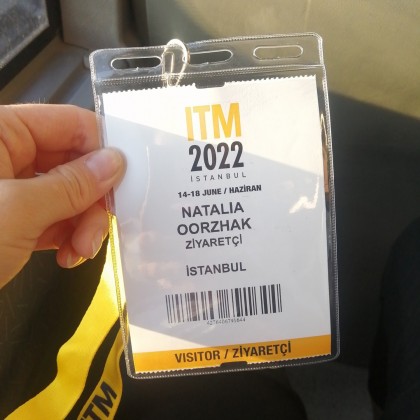 ITM
2022
İSTANBUL
14-18 JUNE / HAZİRAN
NATALIA
OORZHAK
ZİYARETÇİ
İSTANBUL
VISITOR / ZİYARETÇİ
ITM